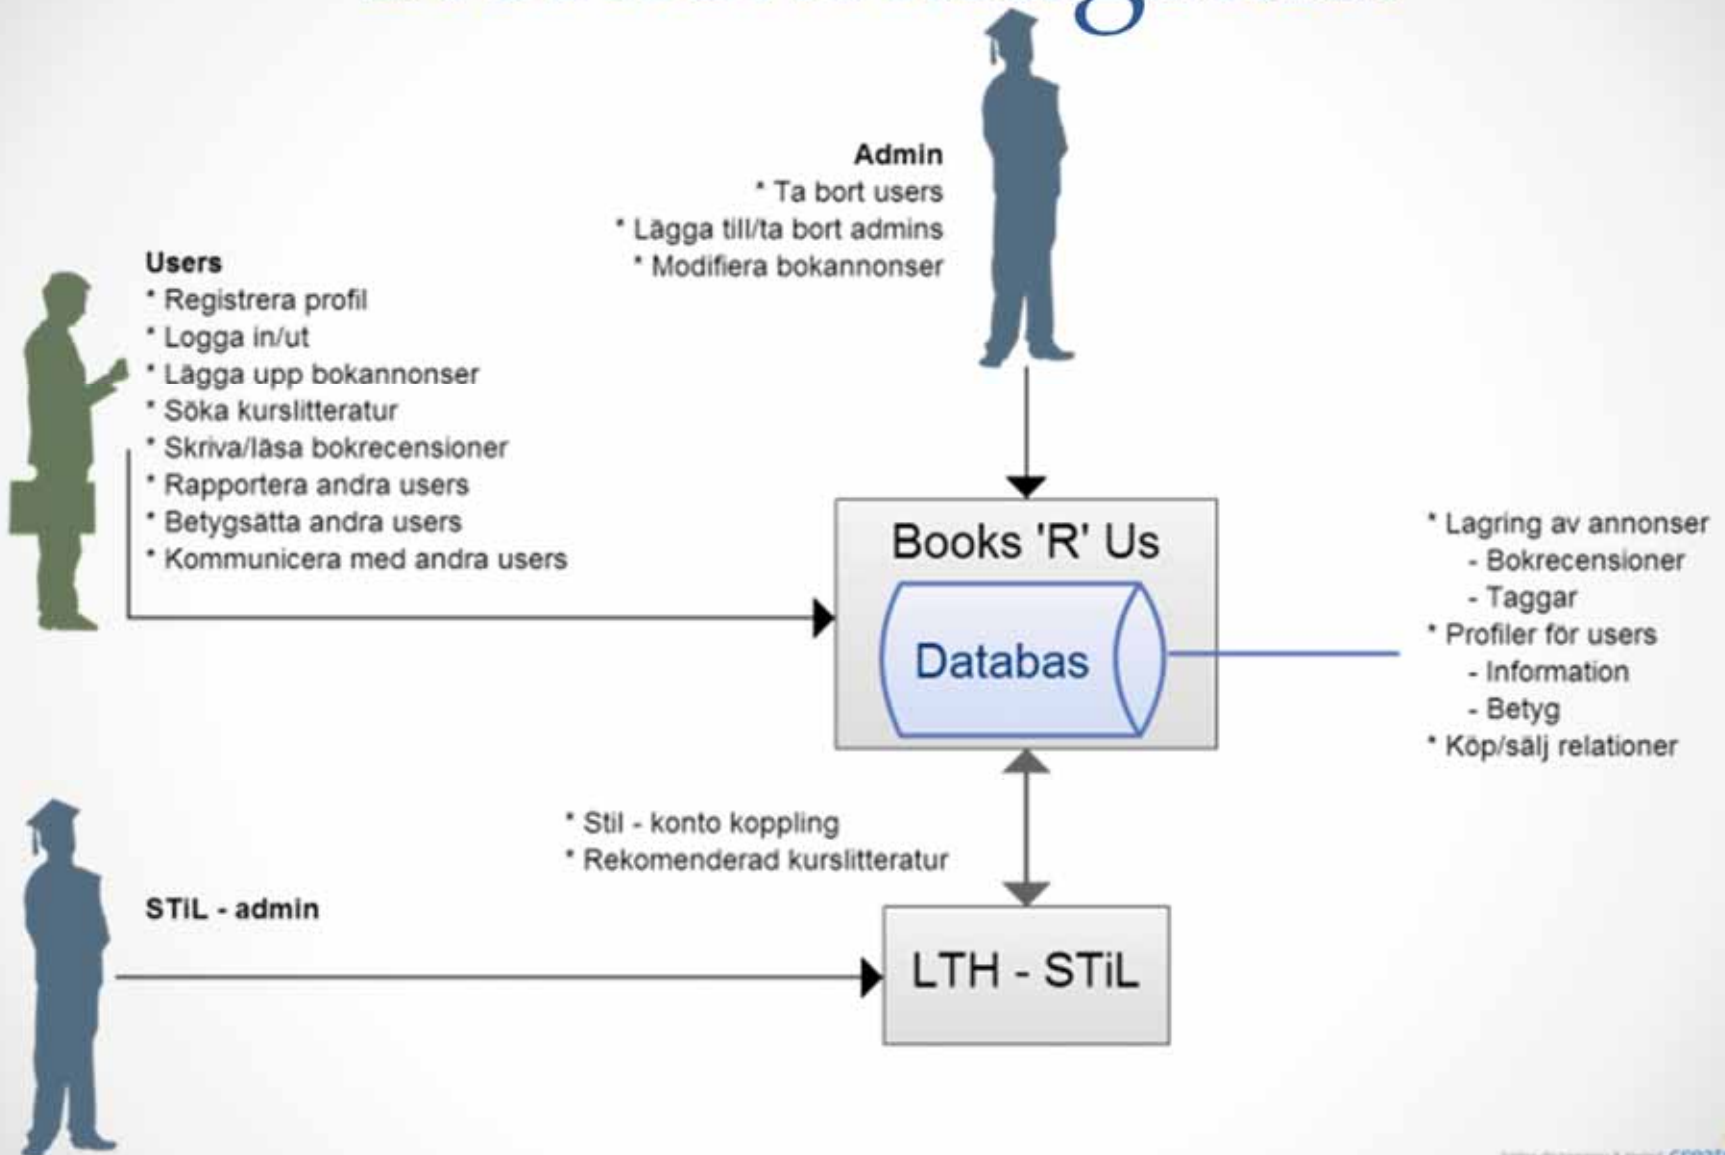 Admin
* Ta bort users
* Lägga till/ta bort admins
* Modifiera bokannonser
Users
* Registrera profil
* Logga in/ut
* Lägga upp bokannonser
* Söka kurslitteratur
* Skriva/läsa bokrecensioner
* Rapportera andra users
* Betygsätta andra users
* Kommunicera med andra users
Books 'R' Us
Databas
* Lagring av annonser
- Bokrecensioner
- Taggar
* Profiler för users
- Information
- Betyg
* Köp/sälj relationer
* Stil - konto koppling
* Rekomenderad kurslitteratur
STiL - admin
LTH - STiL